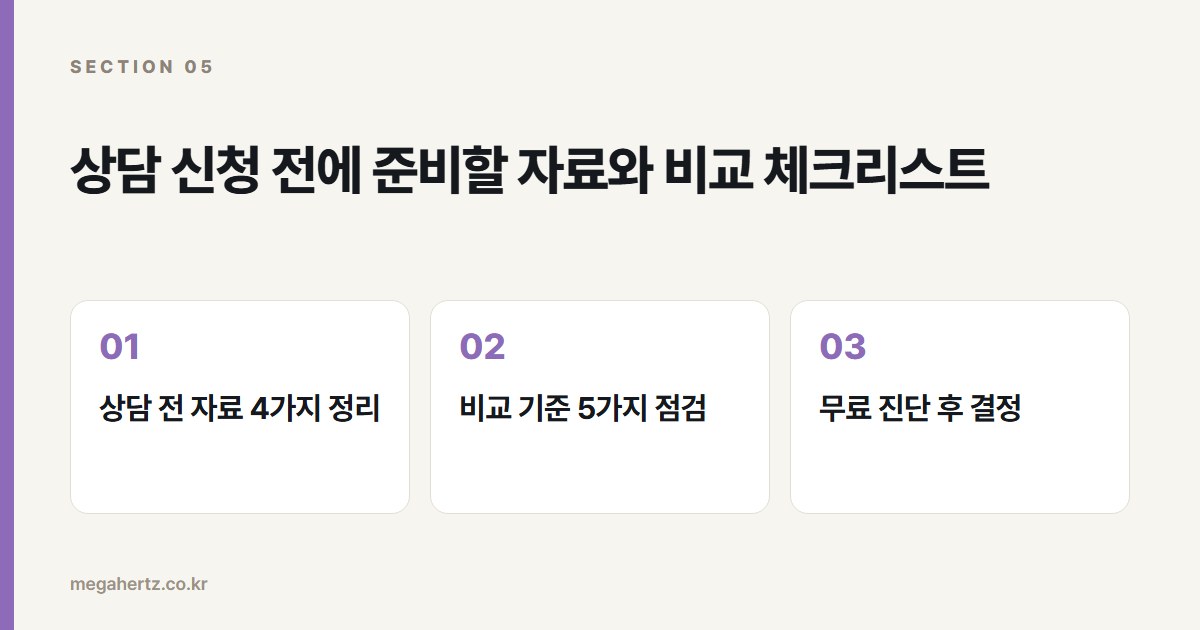 SECTION 05
상담 신청 전에 준비할 자료와 비교 체크리스트
01
상담 전 자료 4가지 정리
02
비교 기준 5가지 점검
03
무료 진단 후 결정
megahertz.co.kr